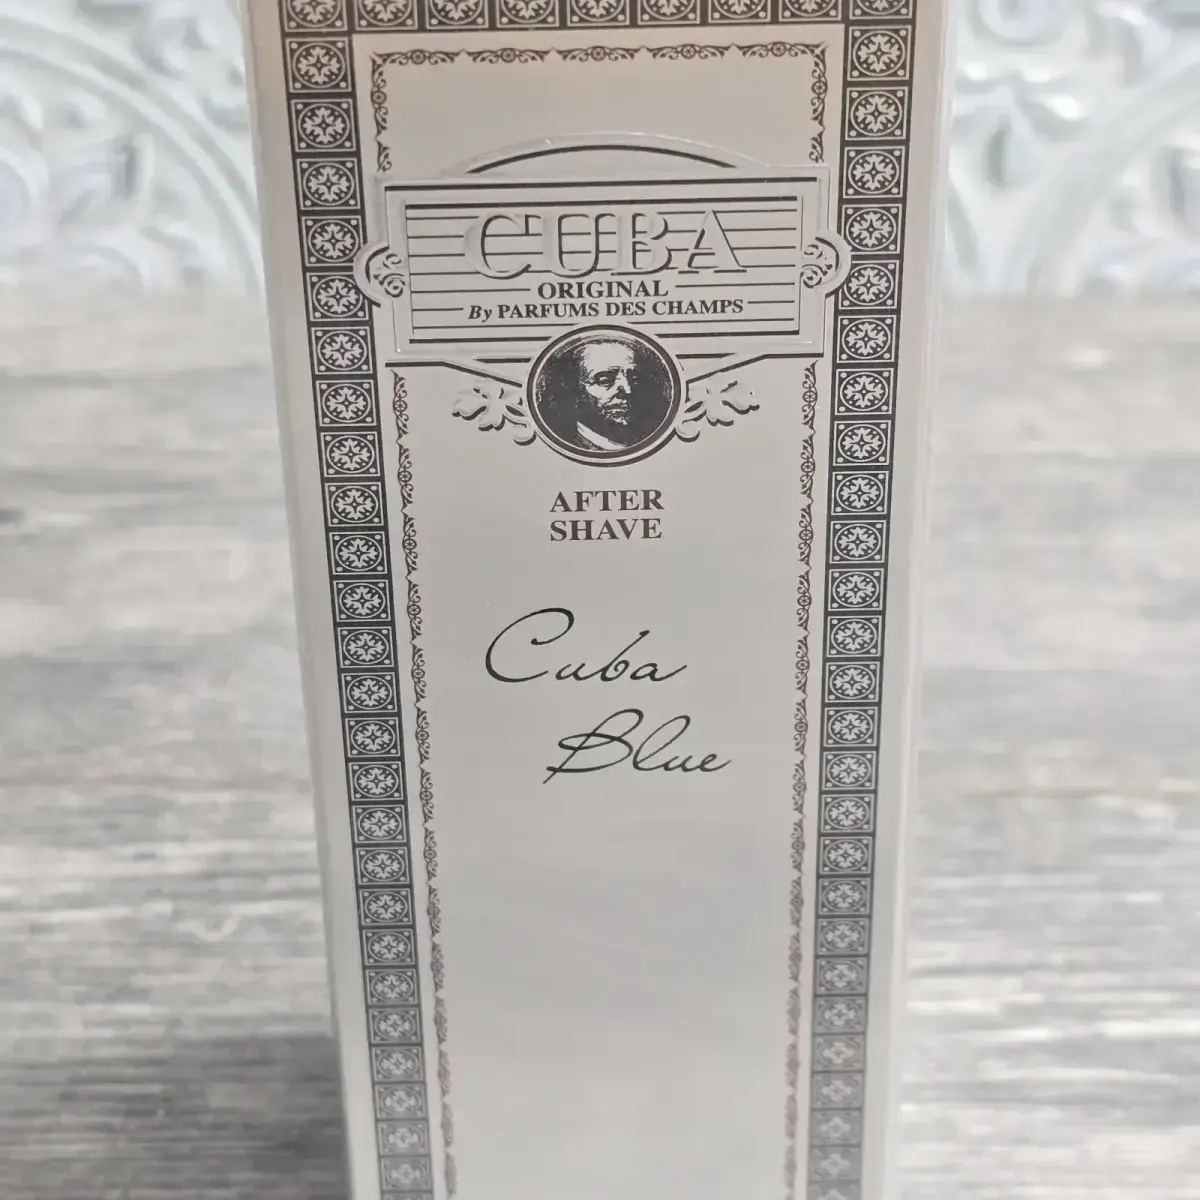 CUBA
ORIGINAL
By PARFUMS DES CHAMPS
AFTER
SHAVE
Cuba
Blue